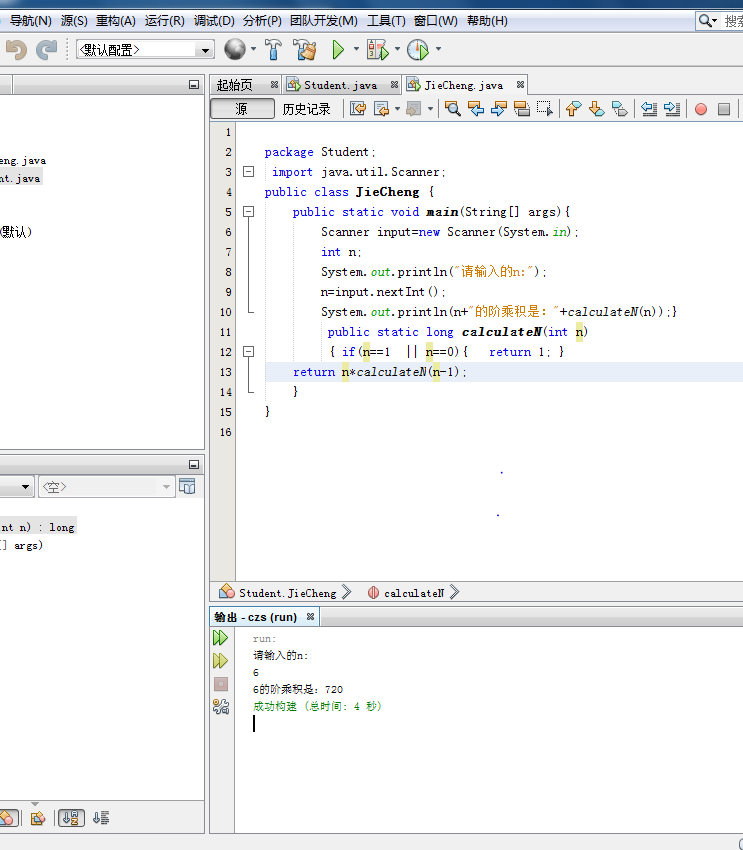 导航(N) 源(S) 重构(A) 运行(R) 调试(D) 分析(P) 团队开发(M) 工具(T) 窗口(W) 帮助(H) 搜索
<默认配置>
起始页 Student.java JieCheng.java
源 历史记录
eng.java
nt.java
(默认)
1
2 package Student;
3 import java.util.Scanner;
4 public class JieCheng {
5 public static void main(String[] args){
6 Scanner input=new Scanner(System.in);
7 int n;
8 System.out.println("请输入的n:");
9 n=input.nextInt();
10 System.out.println(n+"的阶乘积是: "+calculateN(n));}
11 public static long calculateN(int n)
12 { if(n==1 || n==0){ return 1; }
13 return n*calculateN(n-1);
14 }
15 }
16
<空>
int n) : long
[] args)
Student.JieCheng calculateN
输出 - czs (run)
run:
请输入的n:
6
6的阶乘积是: 720
成功构建 (总时间: 4 秒)